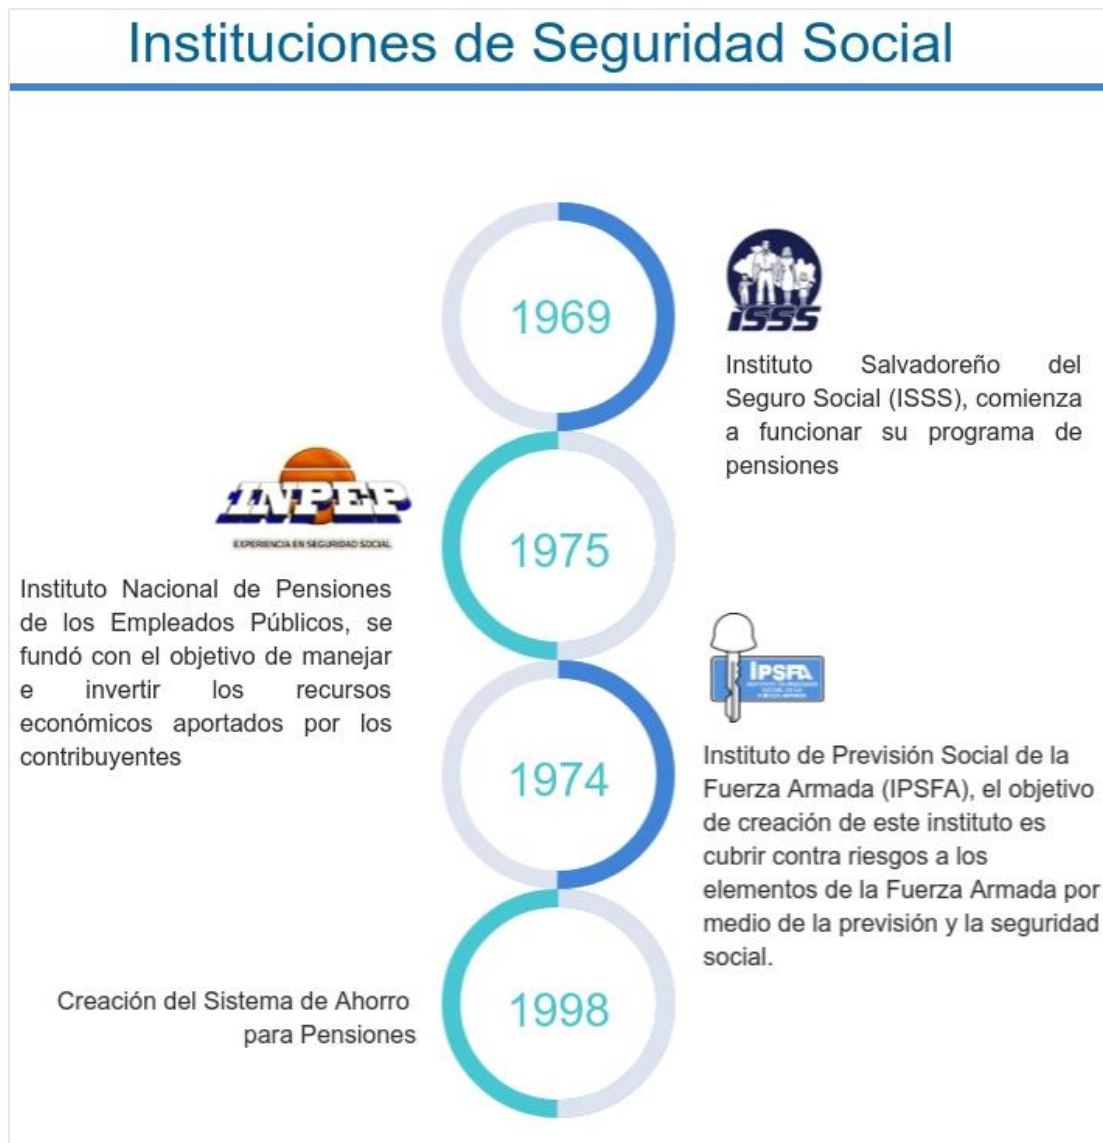 Instituciones de Seguridad Social
1969
ISSS
Instituto Salvadoreño del
Seguro Social (ISSS), comienza
a funcionar su programa de
pensiones
INPEP
EXPERIENCIA EN SEGURIDAD SOCIAL
1975
Instituto Nacional de Pensiones
de los Empleados Públicos, se
fundó con el objetivo de manejar
e invertir los recursos
económicos aportados por los
contribuyentes
IPSFA
1974
Instituto de Previsión Social de la
Fuerza Armada (IPSFA), el objetivo
de creación de este instituto es
cubrir contra riesgos a los
elementos de la Fuerza Armada por
medio de la previsión y la seguridad
social.
Creación del Sistema de Ahorro
para Pensiones
1998